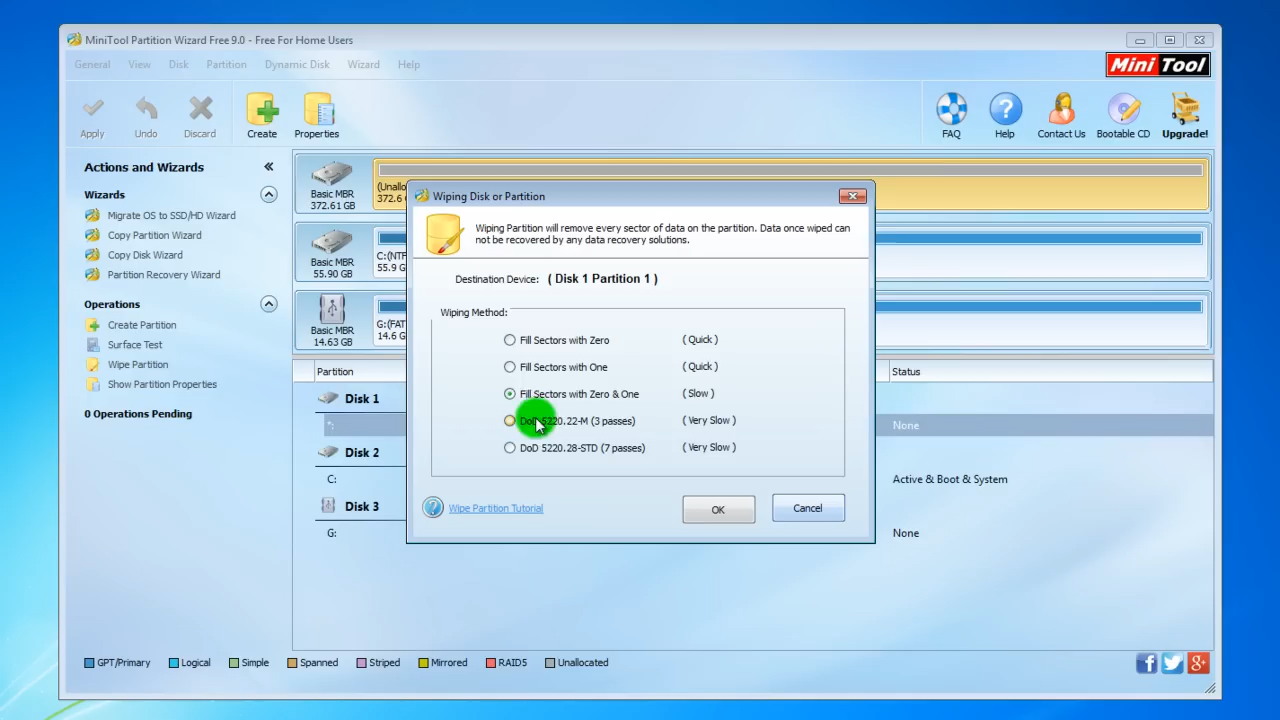 MiniTool Partition Wizard Free 9.0 - Free For Home Users
General View Disk Partition Dynamic Disk Wizard Help
Mini Tool
Apply Undo Discard Create Properties
FAQ Help Contact Us Bootable CD Upgrade!
Actions and Wizards
Wizards
Migrate OS to SSD/HD Wizard
Copy Partition Wizard
Copy Disk Wizard
Partition Recovery Wizard
Operations
Create Partition
Surface Test
Wipe Partition
Show Partition Properties
0 Operations Pending
Basic MBR
372.61 GB
(Unallo
372.6
Basic MBR
55.90 GB
C:(NTF
55.9 G
Basic MBR
14.63 GB
G:(FAT
14.6 G
Wiping Disk or Partition
Wiping Partition will remove every sector of data on the partition. Data once wiped can
not be recovered by any data recovery solutions.
Destination Device: ( Disk 1 Partition 1 )
Wiping Method:
Fill Sectors with Zero ( Quick )
Fill Sectors with One ( Quick )
Fill Sectors with Zero & One ( Slow )
DoD 5220.22-M (3 passes) ( Very Slow )
DoD 5220.28-STD (7 passes) ( Very Slow )
Wipe Partition Tutorial
OK
Cancel
Partition Status
Disk 1
*: None
Disk 2
C: Active & Boot & System
Disk 3
G: None
GPT/Primary Logical Simple Spanned Striped Mirrored RAID5 Unallocated